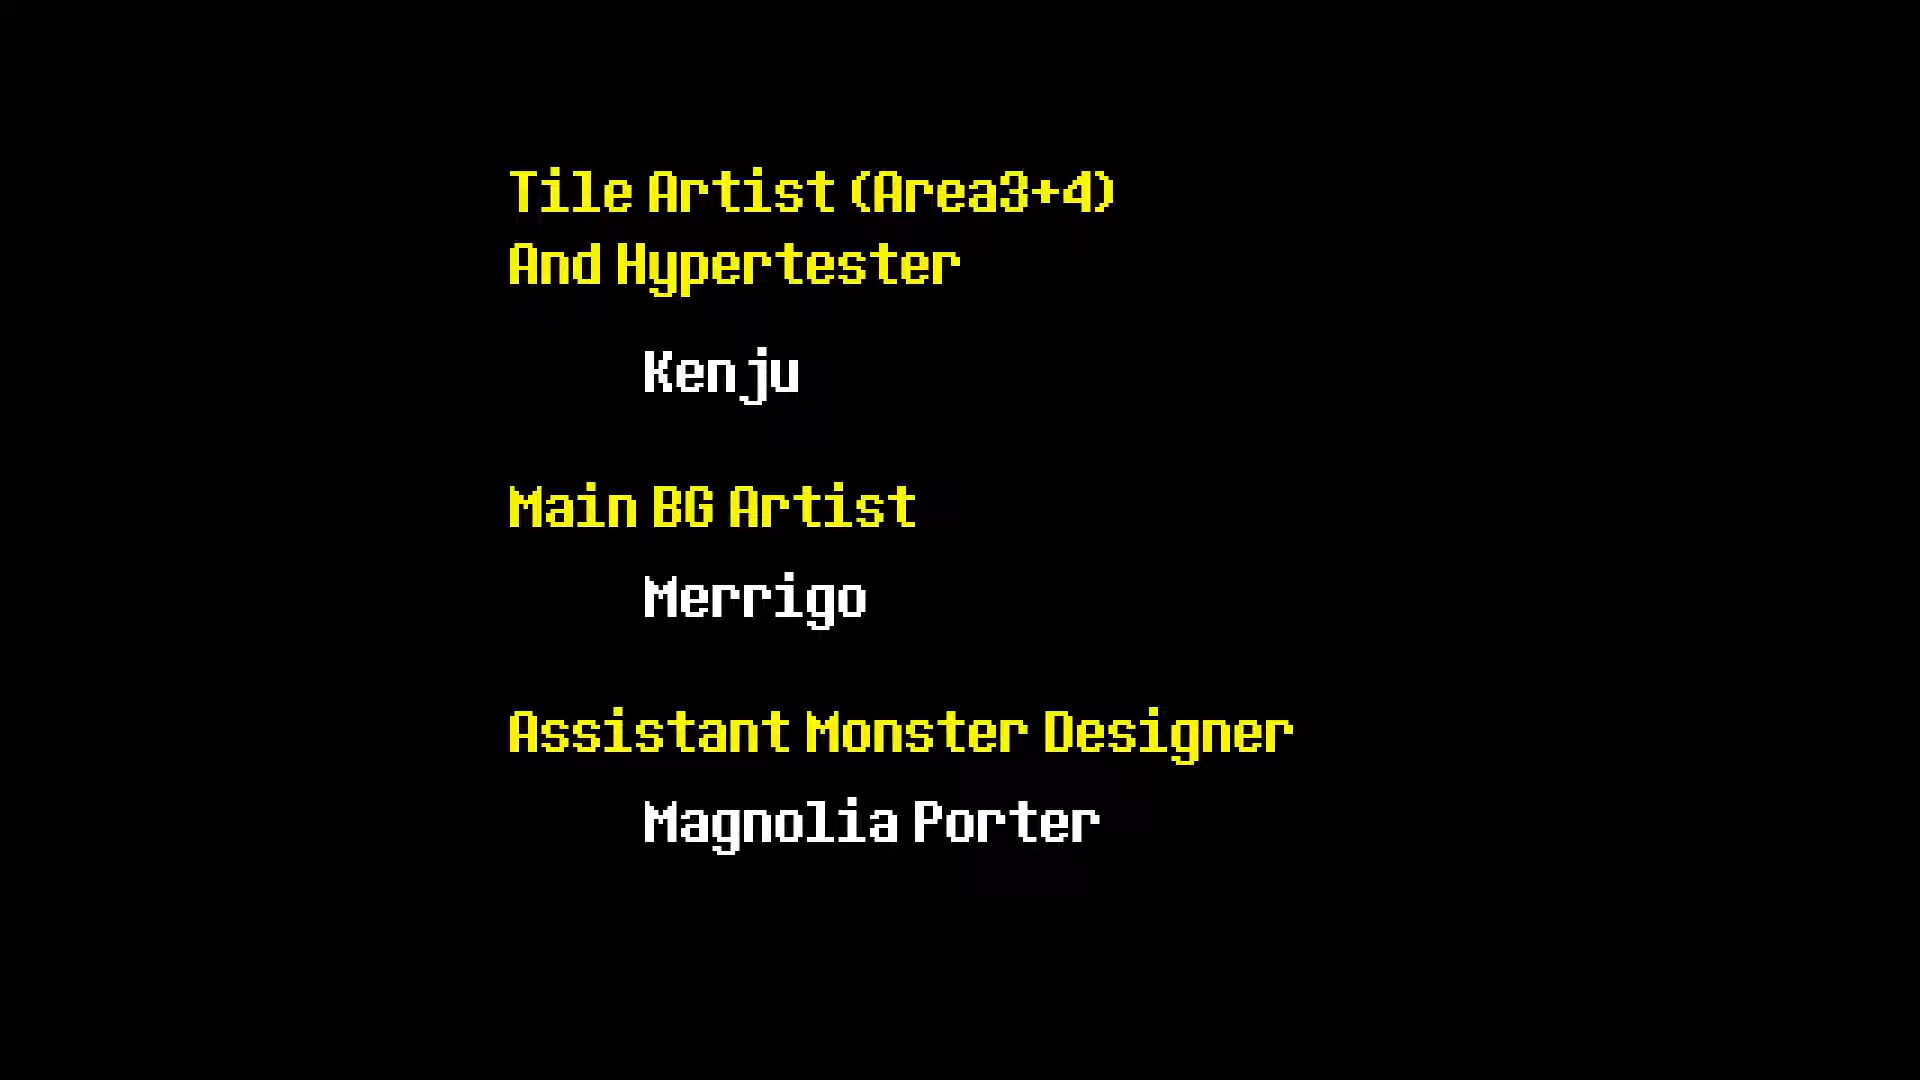 Tile Artist (Area3+4)
And Hypertester
Kenju
Main BG Artist
Merrigo
Assistant Monster Designer
Magnolia Porter